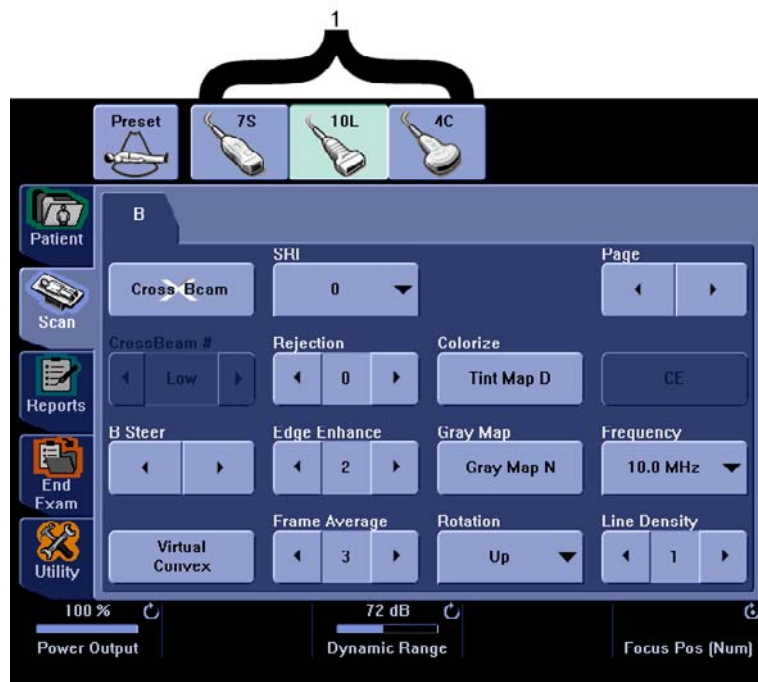 1
Preset 7S 10L 4C
Patient
B
SRI Page
Cross Beam 0
Scan
CrossBeam # Rejection Colorize
Low 0 Tint Map D CE
Reports
B Steer Edge Enhance Gray Map Frequency
2 Gray Map N 10.0 MHz
End
Exam
Frame Average Rotation Line Density
Virtual
Convex 3 Up 1
Utility
100 % 72 dB
Power Output Dynamic Range Focus Pos (Num)